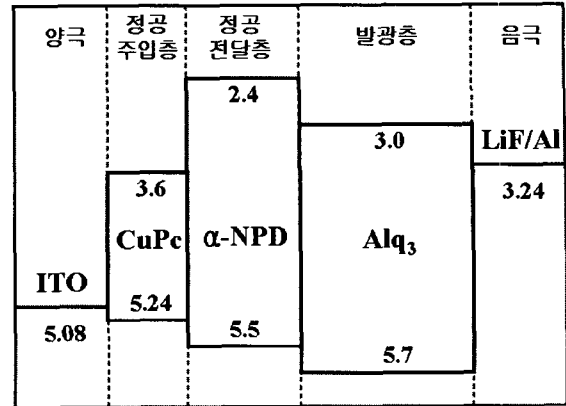 양극
정공
주입층
정공
전달층
발광층
음극
2.4
3.0
LiF/Al
3.6
3.24
CuPc
α-NPD
Alq₃
ITO
5.24
5.08
5.5
5.7